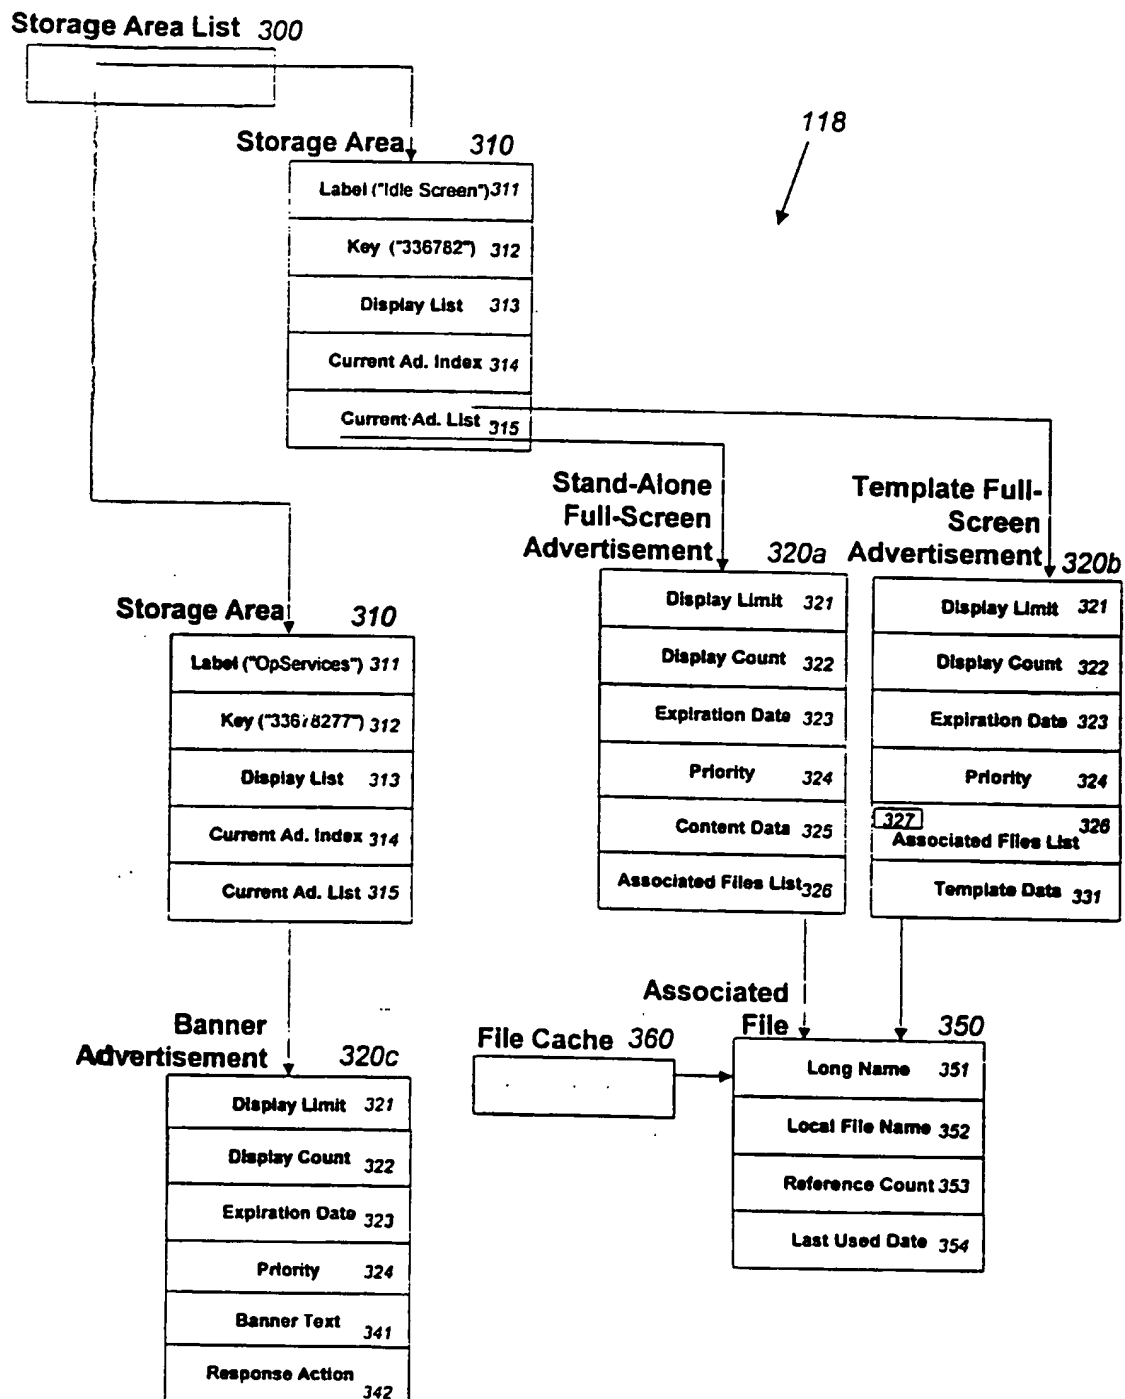 Storage Area List 300
118
Storage Area 310
Label ("Idle Screen") 311
Key ("336782") 312
Display List 313
Current Ad. Index 314
Current Ad. List 315
Stand-Alone
Full-Screen
Advertisement 320a
Display Limit 321
Display Count 322
Expiration Date 323
Priority 324
Content Data 325
Associated Files List 326
Template Full-
Screen
Advertisement 320b
Display Limit 321
Display Count 322
Expiration Date 323
Priority 324
327 326
Associated Files List
Template Data 331
Storage Area 310
Label ("OpServices") 311
Key ("33678277") 312
Display List 313
Current Ad. Index 314
Current Ad. List 315
Banner
Advertisement 320c
Display Limit 321
Display Count 322
Expiration Date 323
Priority 324
Banner Text 341
Response Action
342
File Cache 360
Associated
File 350
Long Name 351
Local File Name 352
Reference Count 353
Last Used Date 354